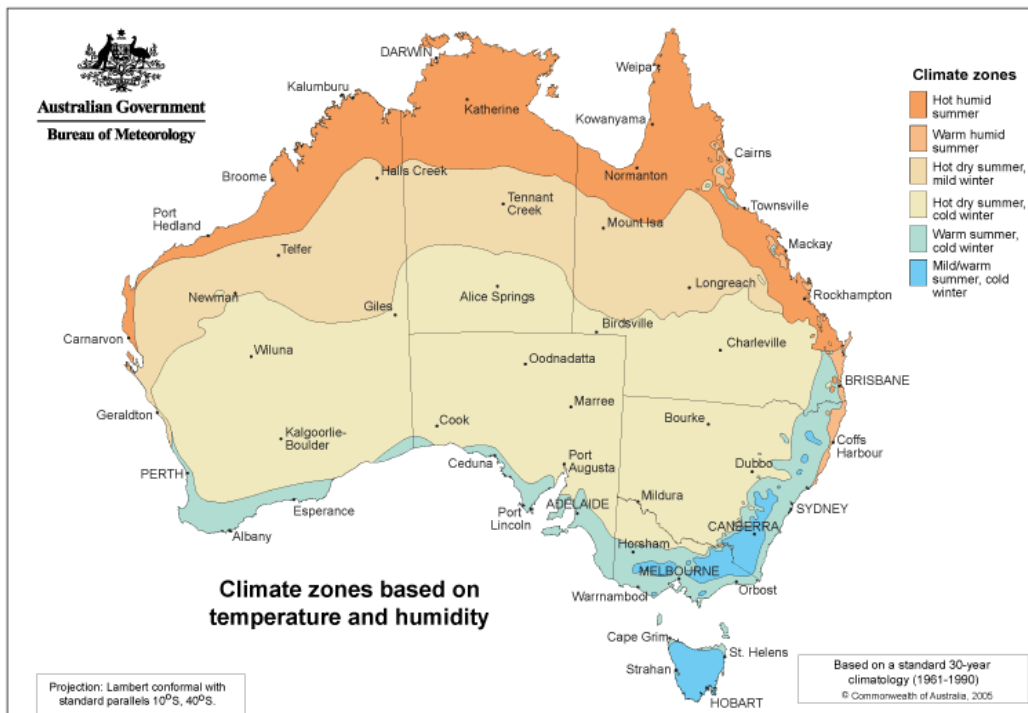 Australian Government
Bureau of Meteorology
DARWIN
Kalumburu
Katherine
Weipa
Kowanyama
Cairns
Broome
Halls Creek
Normanton
Townsville
Port
Hedland
Tennant
Creek
Mount Isa
Mackay
Telfer
Newman
Giles
Alice Springs
Longreach
Rockhampton
Carnarvon
Birdsville
Wiluna
Oodnadatta
Charleville
BRISBANE
Geraldton
Marree
Kalgoorlie-
Boulder
Cook
Bourke
Coffs
Harbour
PERTH
Ceduna
Port
Augusta
Dubbo
Esperance
Albany
Port
Lincoln
ADELAIDE
Mildura
SYDNEY
CANBERRA
Horsham
MELBOURNE
Warrnambool
Orbost
Cape Grim
St. Helens
Strahan
HOBART
Climate zones
Hot humid
summer
Warm humid
summer
Hot dry summer,
mild winter
Hot dry summer,
cold winter
Warm summer,
cold winter
Mild/warm
summer, cold
winter
Climate zones based on
temperature and humidity
Projection: Lambert conformal with
standard parallels 10°S, 40°S.
Based on a standard 30-year
climatology (1961-1990)
© Commonwealth of Australia, 2005